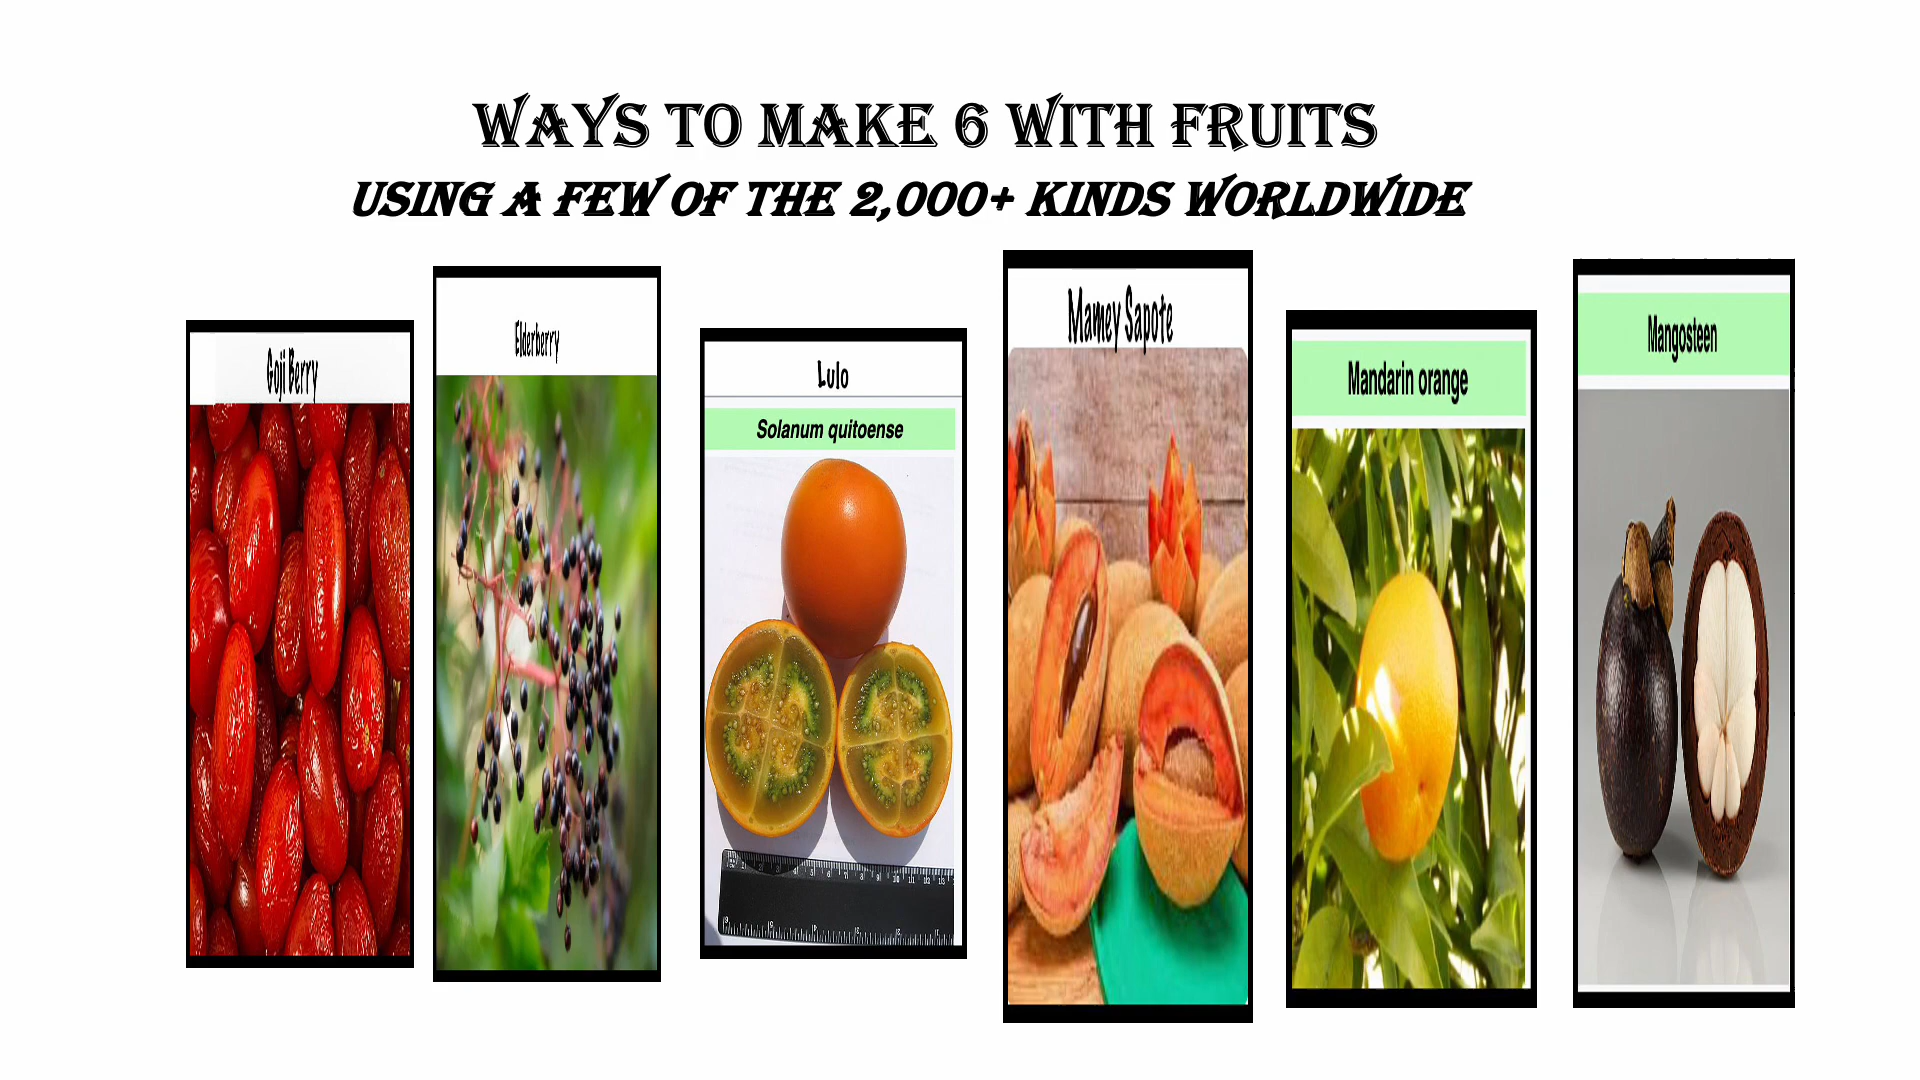 WAYS TO MAKE 6 WITH FRUITS
USING A FEW OF THE 2,000+ KINDS WORLDWIDE
Goji Berry
Elderberry
Lulo
Solanum quitoense
Mamey Sapote
Mandarin orange
Mangosteen